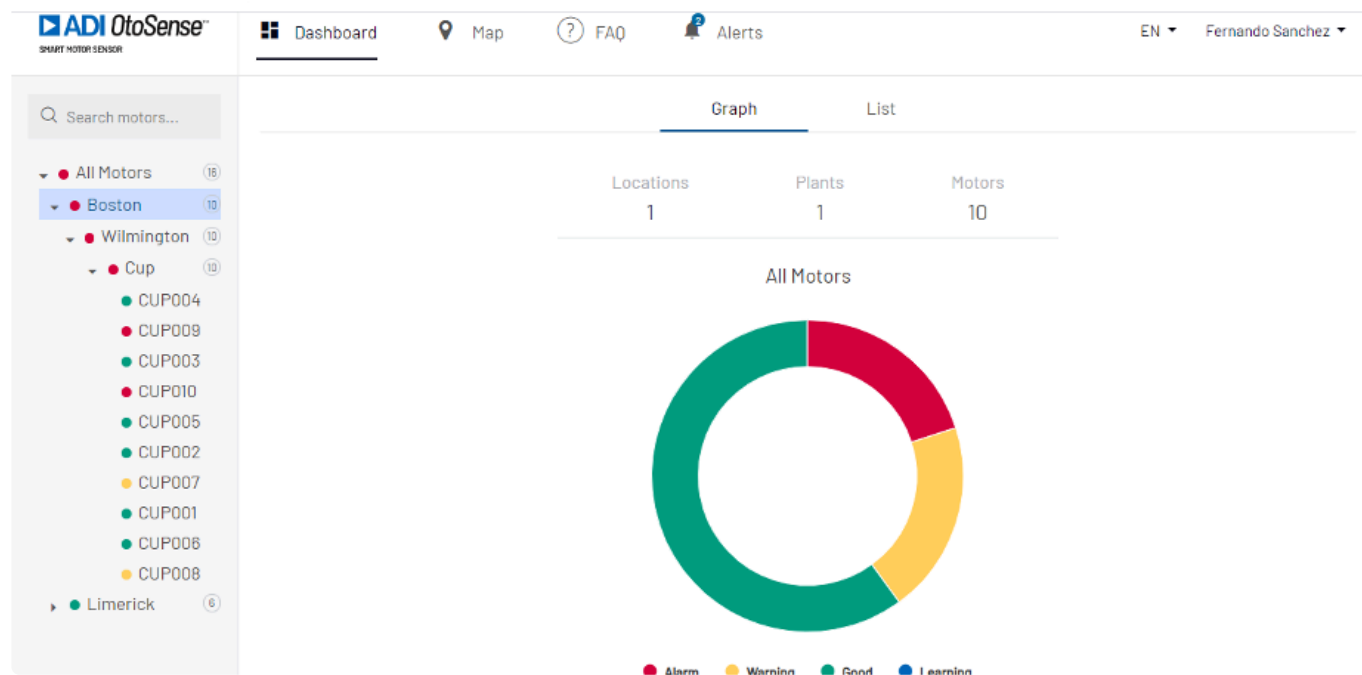 ADI OtoSense™
SMART MOTOR SENSOR
Dashboard
Map
? FAQ
2
Alerts
EN
Fernando Sanchez
Search motors...
All Motors 16
Boston 10
Wilmington 10
Cup 10
CUP004
CUP009
CUP003
CUP010
CUP005
CUP002
CUP007
CUP001
CUP006
CUP008
Limerick 6
Graph
List
Locations Plants Motors
1 1 10
All Motors
Alarm Warning Good Learning